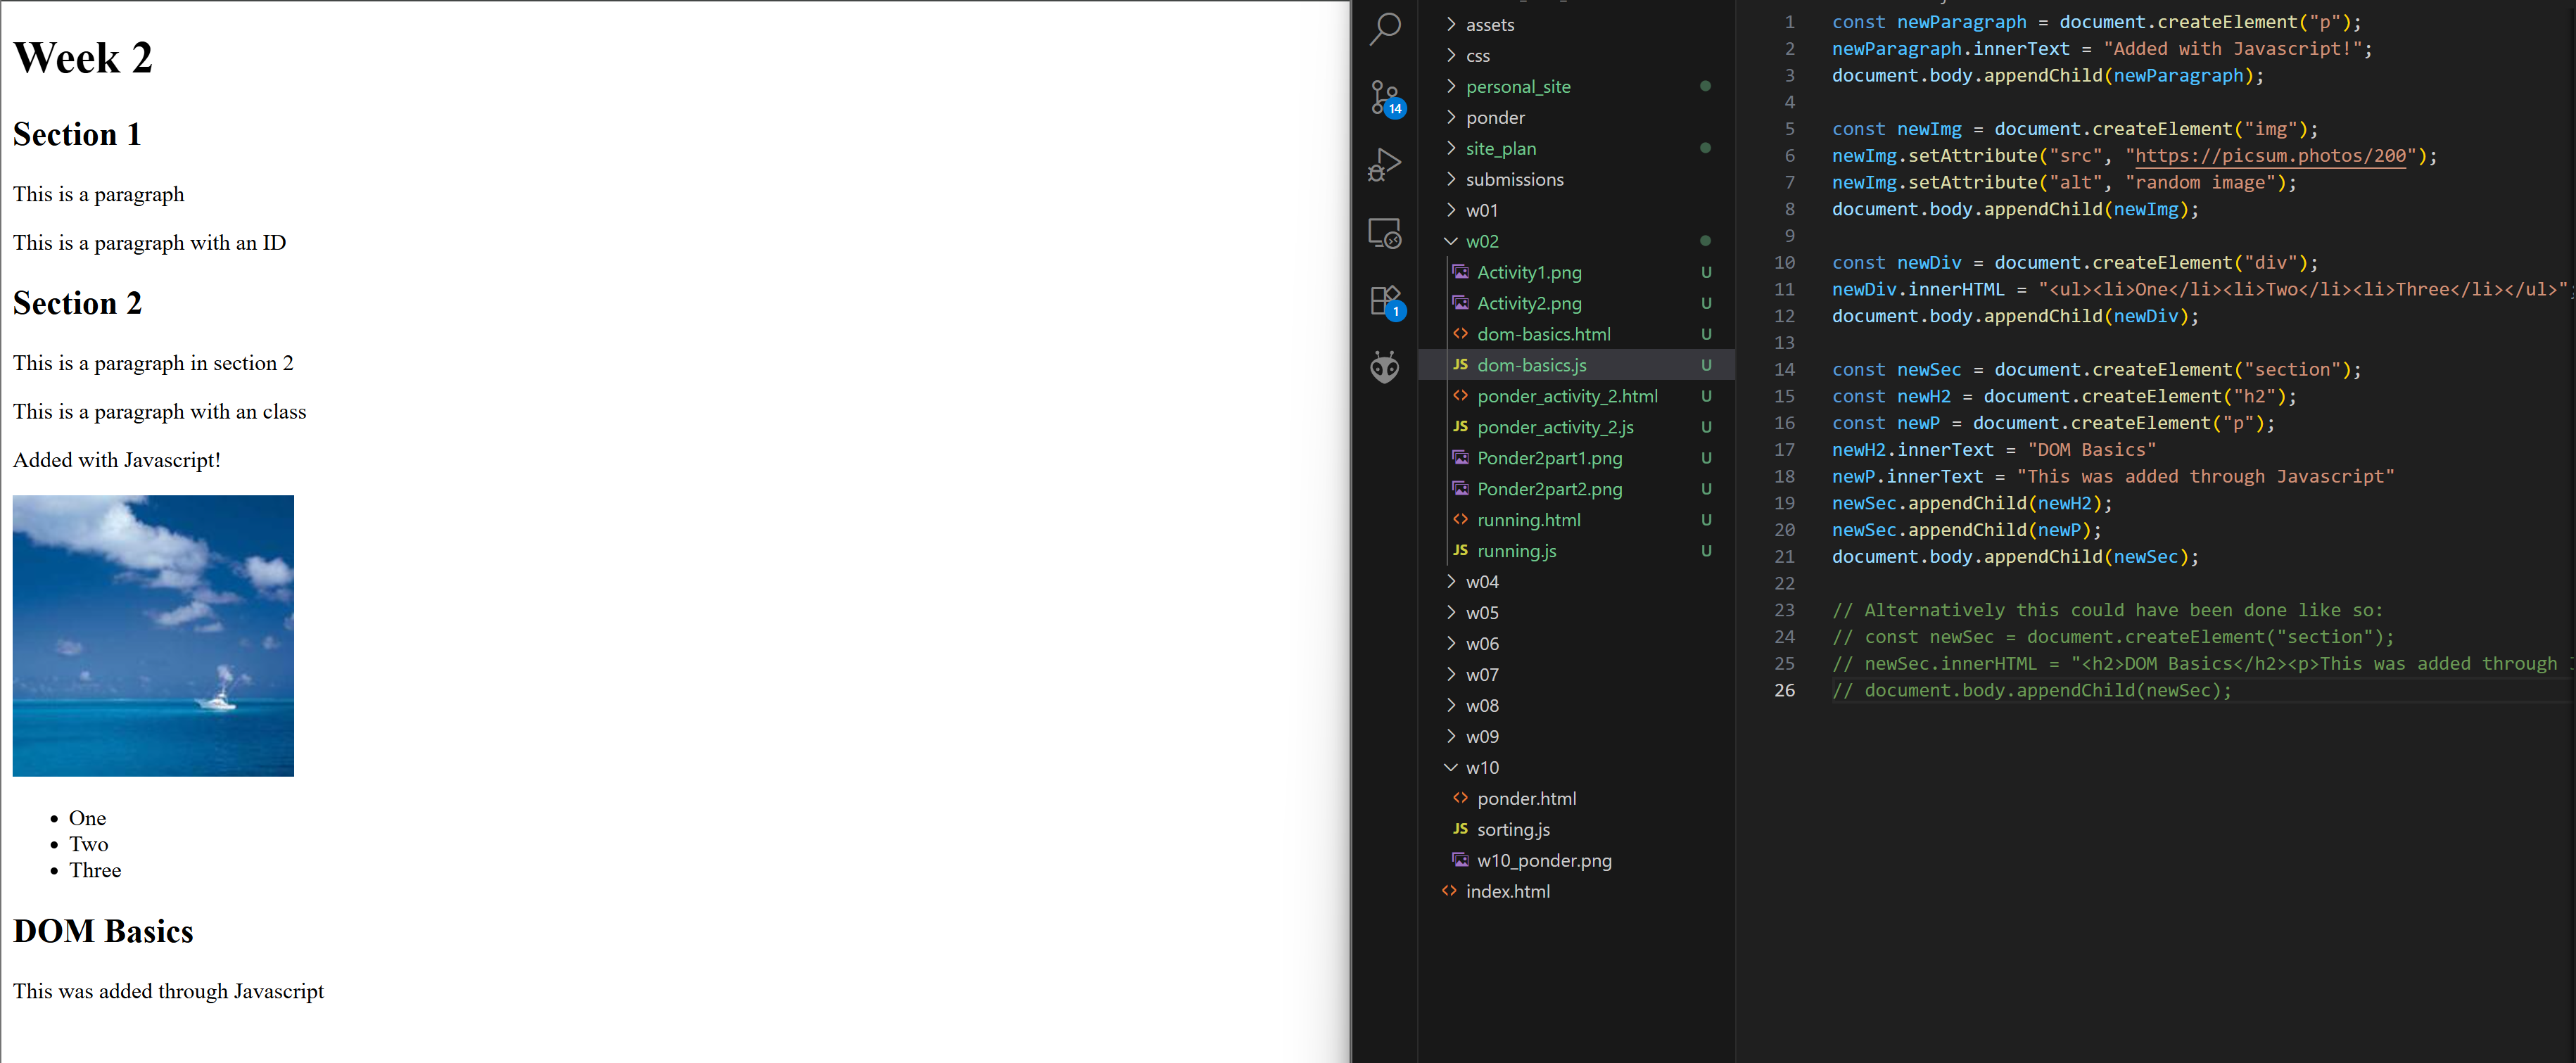 Week 2
Section 1
This is a paragraph
This is a paragraph with an ID
Section 2
This is a paragraph in section 2
This is a paragraph with an class
Added with Javascript!
One
Two
Three
DOM Basics
This was added through Javascript
14
1
assets
css
personal_site
ponder
site_plan
submissions
w01
w02
Activity1.png U
Activity2.png U
dom-basics.html U
JS dom-basics.js U
ponder_activity_2.html U
JS ponder_activity_2.js U
Ponder2part1.png U
Ponder2part2.png U
running.html U
JS running.js U
w04
w05
w06
w07
w08
w09
w10
ponder.html
JS sorting.js
w10_ponder.png
index.html
1 const newParagraph = document.createElement("p");
2 newParagraph.innerText = "Added with Javascript!";
3 document.body.appendChild(newParagraph);
4
5 const newImg = document.createElement("img");
6 newImg.setAttribute("src", "https://picsum.photos/200");
7 newImg.setAttribute("alt", "random image");
8 document.body.appendChild(newImg);
9
10 const newDiv = document.createElement("div");
11 newDiv.innerHTML = "<ul><li>One</li><li>Two</li><li>Three</li></ul>";
12 document.body.appendChild(newDiv);
13
14 const newSec = document.createElement("section");
15 const newH2 = document.createElement("h2");
16 const newP = document.createElement("p");
17 newH2.innerText = "DOM Basics"
18 newP.innerText = "This was added through Javascript"
19 newSec.appendChild(newH2);
20 newSec.appendChild(newP);
21 document.body.appendChild(newSec);
22
23 // Alternatively this could have been done like so:
24 // const newSec = document.createElement("section");
25 // newSec.innerHTML = "<h2>DOM Basics</h2><p>This was added through
26 // document.body.appendChild(newSec);